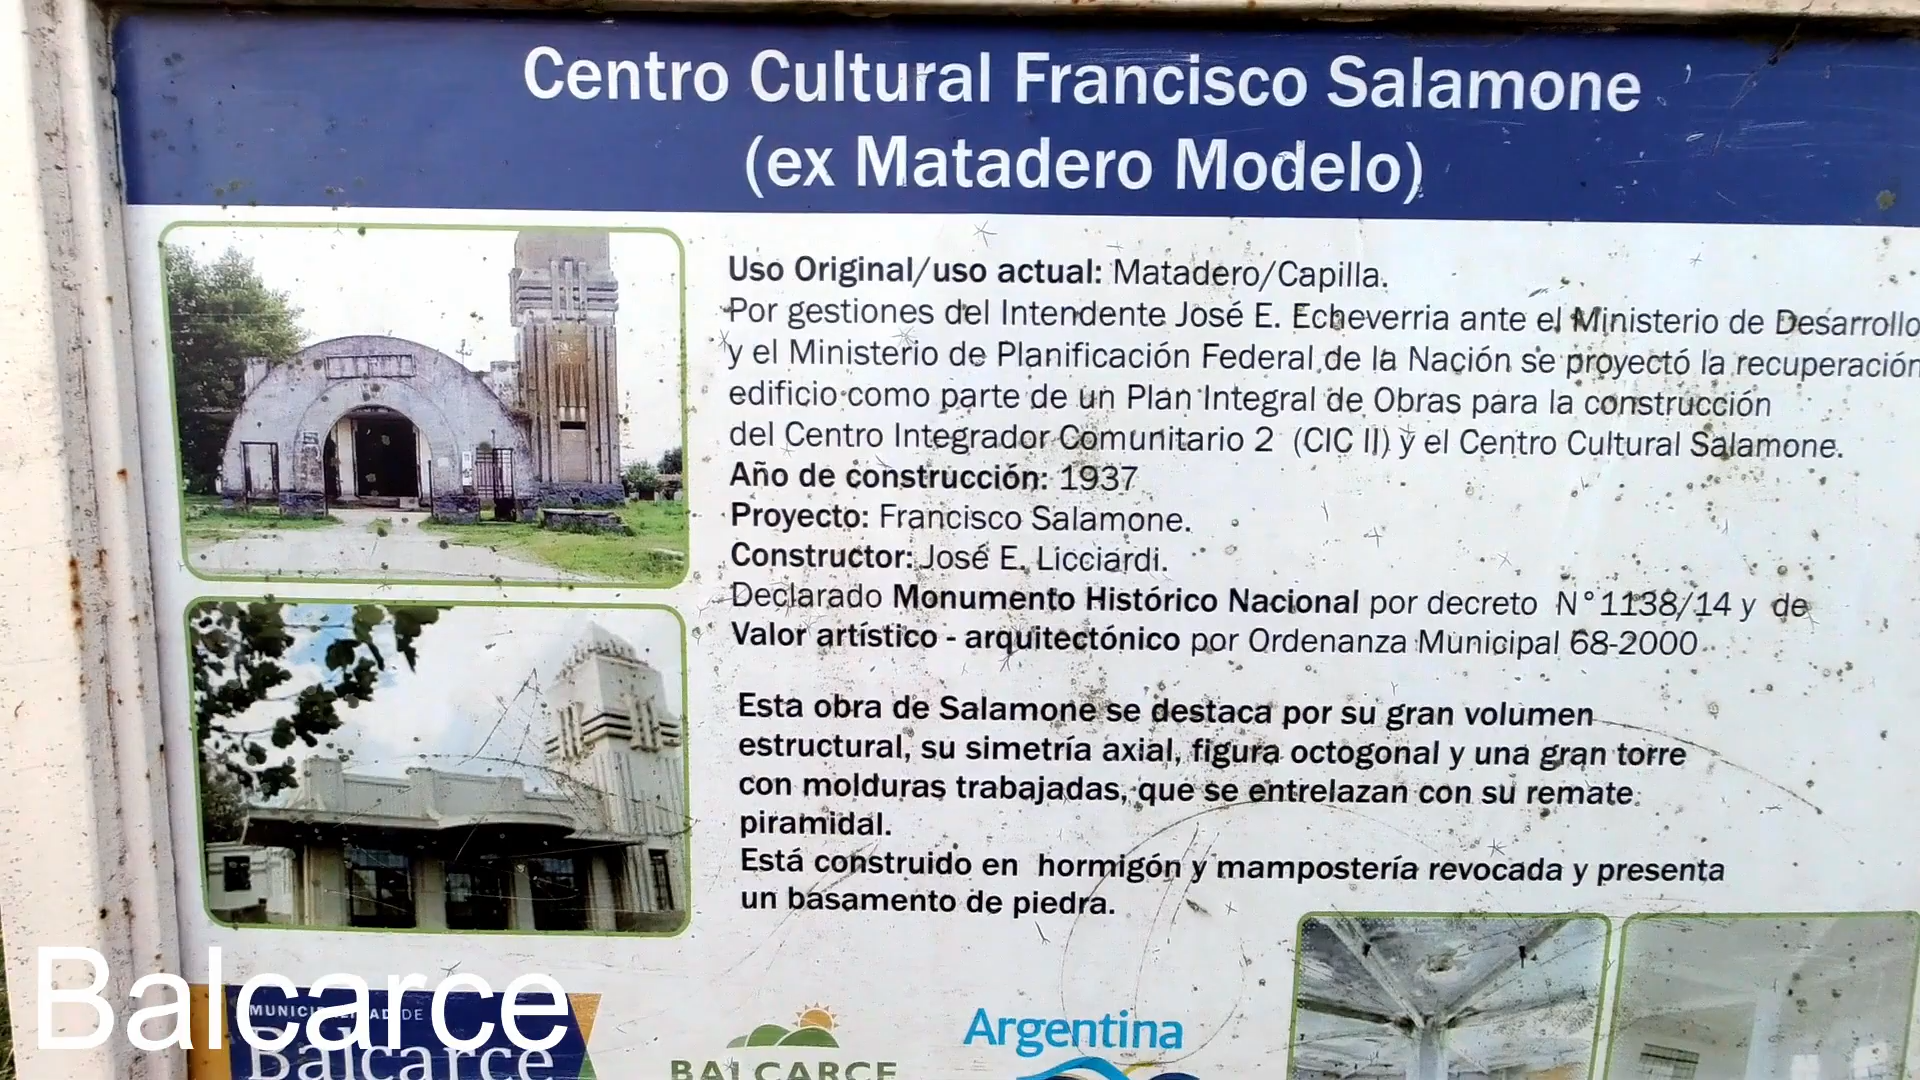 Centro Cultural Francisco Salamone
(ex Matadero Modelo)
Uso Original/uso actual: Matadero/Capilla.
Por gestiones del Intendente José E. Echeverria ante el Ministerio de Desarrollo
y el Ministerio de Planificación Federal de la Nación se proyectó la recuperación
edificio como parte de un Plan Integral de Obras para la construcción
del Centro Integrador Comunitario 2 (CIC II) y el Centro Cultural Salamone.
Año de construcción: 1937
Proyecto: Francisco Salamone.
Constructor: José E. Licciardi.
Declarado Monumento Histórico Nacional por decreto N°1138/14 y de
Valor artístico - arquitectónico por Ordenanza Municipal 68-2000
Esta obra de Salamone se destaca por su gran volumen
estructural, su simetría axial, figura octogonal y una gran torre
con molduras trabajadas, que se entrelazan con su remate
piramidal.
Está construido en hormigón y mampostería revocada y presenta
un basamento de piedra.
Balcarce
MUNICIPALIDAD DE
Balcarce
BALCARCE
Argentina